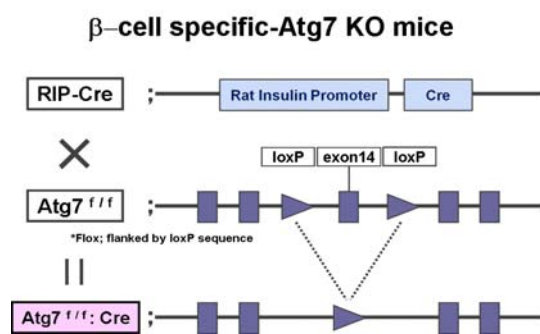 β–cell specific-Atg7 KO mice
RIP-Cre ; Rat Insulin Promoter Cre
×
loxP exon14 loxP
Atg7 f/f ;
*Flox; flanked by loxP sequence
=
Atg7 f/f: Cre ;